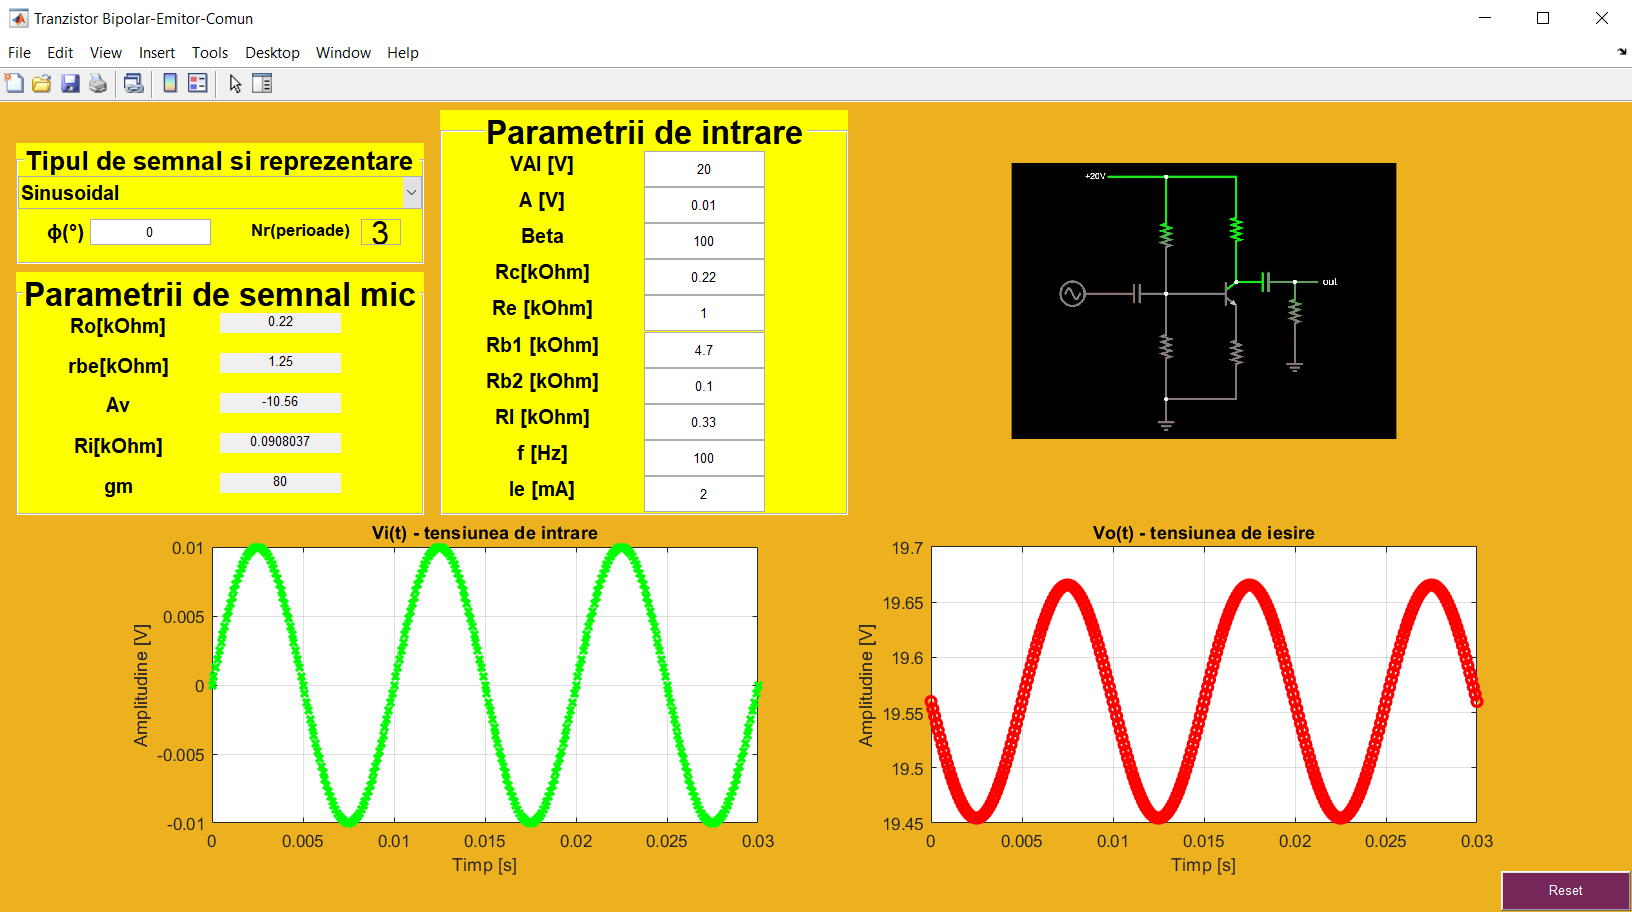 Tranzistor Bipolar-Emitor-Comun
File Edit View Insert Tools Desktop Window Help
Tipul de semnal si reprezentare
Sinusoidal
ϕ(°) 0 Nr(perioade) 3
Parametrii de semnal mic
Ro[kOhm] 0.22
rbe[kOhm] 1.25
Av -10.56
Ri[kOhm] 0.0908037
gm 80
Parametrii de intrare
VAl [V] 20
A [V] 0.01
Beta 100
Rc[kOhm] 0.22
Re [kOhm] 1
Rb1 [kOhm] 4.7
Rb2 [kOhm] 0.1
Rl [kOhm] 0.33
f [Hz] 100
Ie [mA] 2
+20V
out
Vi(t) - tensiunea de intrare
Amplitudine [V]
0.01
0.005
0
-0.005
-0.01
0 0.005 0.01 0.015 0.02 0.025 0.03
Timp [s]
Vo(t) - tensiunea de iesire
Amplitudine [V]
19.7
19.65
19.6
19.55
19.5
19.45
0 0.005 0.01 0.015 0.02 0.025 0.03
Timp [s]
Reset